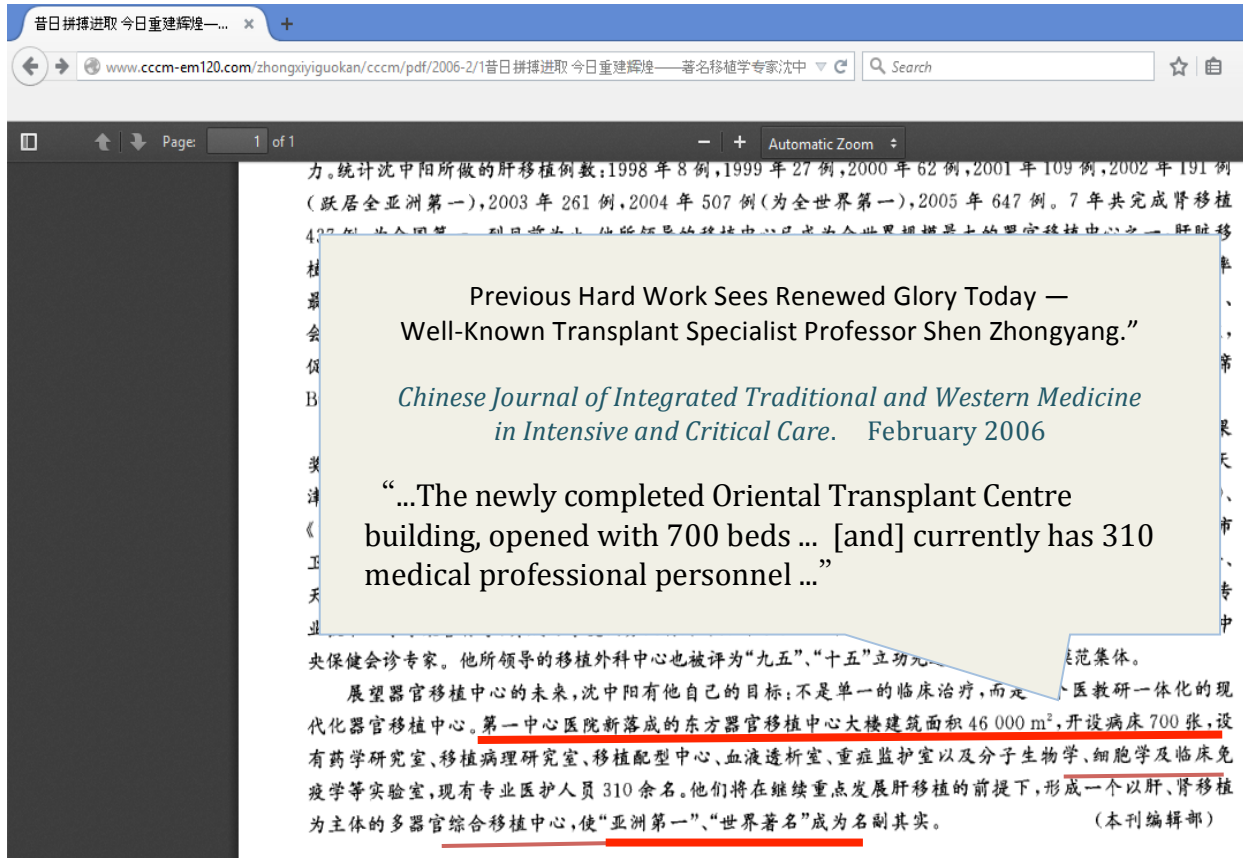 昔日拼搏进取 今日重建辉煌—...
www.cccm-em120.com/zhongxiyiguokan/cccm/pdf/2006-2/1昔日拼搏进取 今日重建辉煌——著名移植学专家沈中
Search
Page: 1 of 1
Automatic Zoom
力。统计沈中阳所做的肝移植例数:1998 年 8 例,1999 年 27 例,2000 年 62 例,2001 年 109 例,2002 年 191 例
(跃居全亚洲第一),2003 年 261 例,2004 年 507 例(为全世界第一),2005 年 647 例。7 年共完成肾移植
Previous Hard Work Sees Renewed Glory Today —
Well-Known Transplant Specialist Professor Shen Zhongyang.”
Chinese Journal of Integrated Traditional and Western Medicine
in Intensive and Critical Care. February 2006
“...The newly completed Oriental Transplant Centre
building, opened with 700 beds ... [and] currently has 310
medical professional personnel ...”
央保健会诊专家。他所领导的移植外科中心也被评为“九五”、“十五”立功 范集体。
展望器官移植中心的未来,沈中阳有他自己的目标:不是单一的临床治疗,而是 医教研一体化的现
代化器官移植中心。第一中心医院新落成的东方器官移植中心大楼建筑面积 46 000 m²,开设病床 700 张,设
有药学研究室、移植病理研究室、移植配型中心、血液透析室、重症监护室以及分子生物学、细胞学及临床免
疫学等实验室,现有专业医护人员 310 余名。他们将在继续重点发展肝移植的前提下,形成一个以肝、肾移植
为主体的多器官综合移植中心,使“亚洲第一”、“世界著名”成为名副其实。 (本刊编辑部)